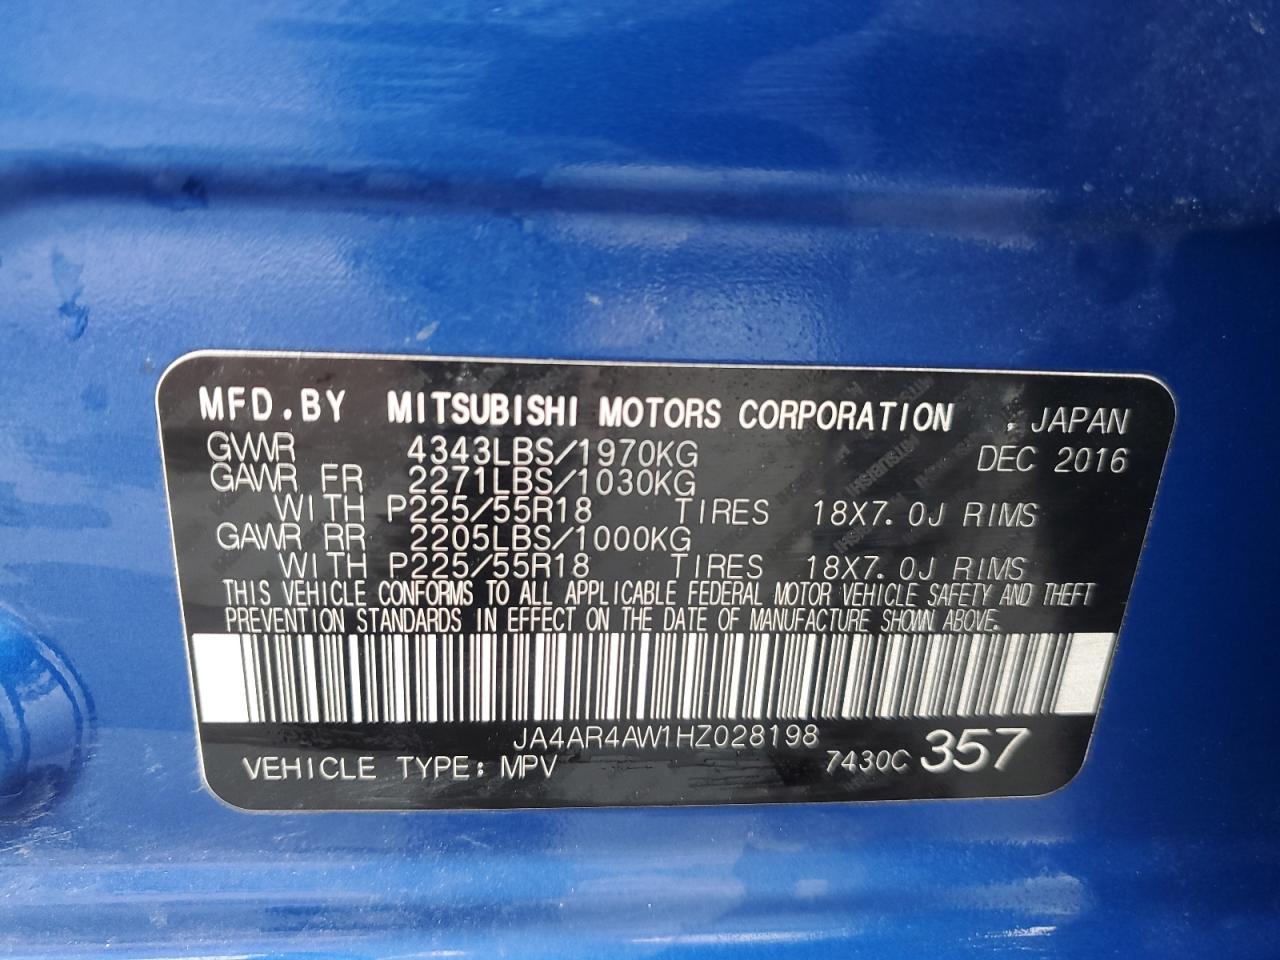 MFD.BY MITSUBISHI MOTORS CORPORATION , JAPAN
GVWR 4343LBS/1970KG DEC 2016
GAWR FR 2271LBS/1030KG
WITH P225/55R18 TIRES 18X7.0J RIMS
GAWR RR 2205LBS/1000KG
WITH P225/55R18 TIRES 18X7.0J RIMS
THIS VEHICLE CONFORMS TO ALL APPLICABLE FEDERAL MOTOR VEHICLE SAFETY AND THEFT
PREVENTION STANDARDS IN EFFECT ON THE DATE OF MANUFACTURE SHOWN ABOVE.
JA4AR4AW1HZ028198
VEHICLE TYPE: MPV 7430C 357